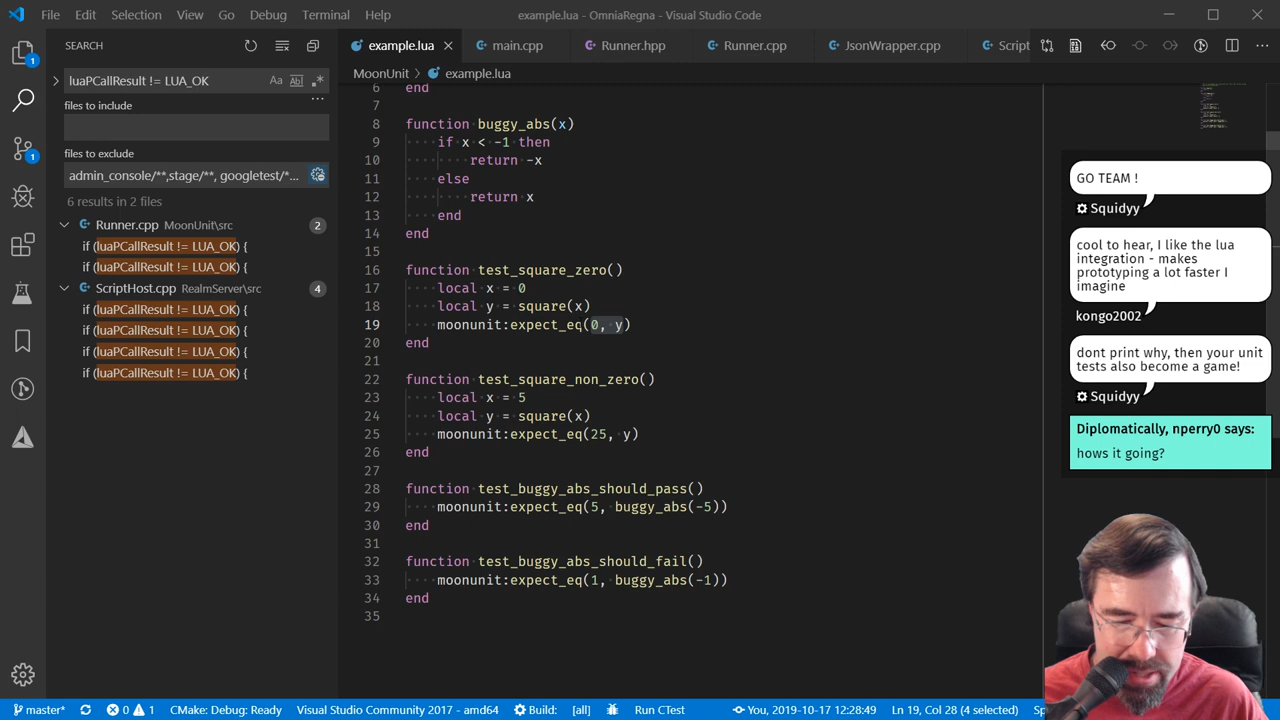 File Edit Selection View Go Debug Terminal Help example.lua - OmniaRegna - Visual Studio Code
SEARCH
luaPCallResult != LUA_OK
files to include
files to exclude
admin_console/**,stage/**, googletest/*...
6 results in 2 files
Runner.cpp MoonUnit\src 2
if (luaPCallResult != LUA_OK) {
if (luaPCallResult != LUA_OK) {
ScriptHost.cpp RealmServer\src 4
if (luaPCallResult != LUA_OK) {
if (luaPCallResult != LUA_OK) {
if (luaPCallResult != LUA_OK) {
if (luaPCallResult != LUA_OK) {
example.lua main.cpp Runner.hpp Runner.cpp JsonWrapper.cpp Script
MoonUnit > example.lua
6 end
7
8 function buggy_abs(x)
9 if x < -1 then
10 return -x
11 else
12 return x
13 end
14 end
15
16 function test_square_zero()
17 local x = 0
18 local y = square(x)
19 moonunit:expect_eq(0, y)
20 end
21
22 function test_square_non_zero()
23 local x = 5
24 local y = square(x)
25 moonunit:expect_eq(25, y)
26 end
27
28 function test_buggy_abs_should_pass()
29 moonunit:expect_eq(5, buggy_abs(-5))
30 end
31
32 function test_buggy_abs_should_fail()
33 moonunit:expect_eq(1, buggy_abs(-1))
34 end
35
GO TEAM !
Squidyy
cool to hear, I like the lua
integration - makes
prototyping a lot faster I
imagine
kongo2002
dont print why, then your unit
tests also become a game!
Squidyy
Diplomatically, nperry0 says:
hows it going?
master* 0 1 CMake: Debug: Ready Visual Studio Community 2017 - amd64 Build: [all] Run CTest You, 2019-10-17 12:28:49 Ln 19, Col 28 (4 selected) Sp